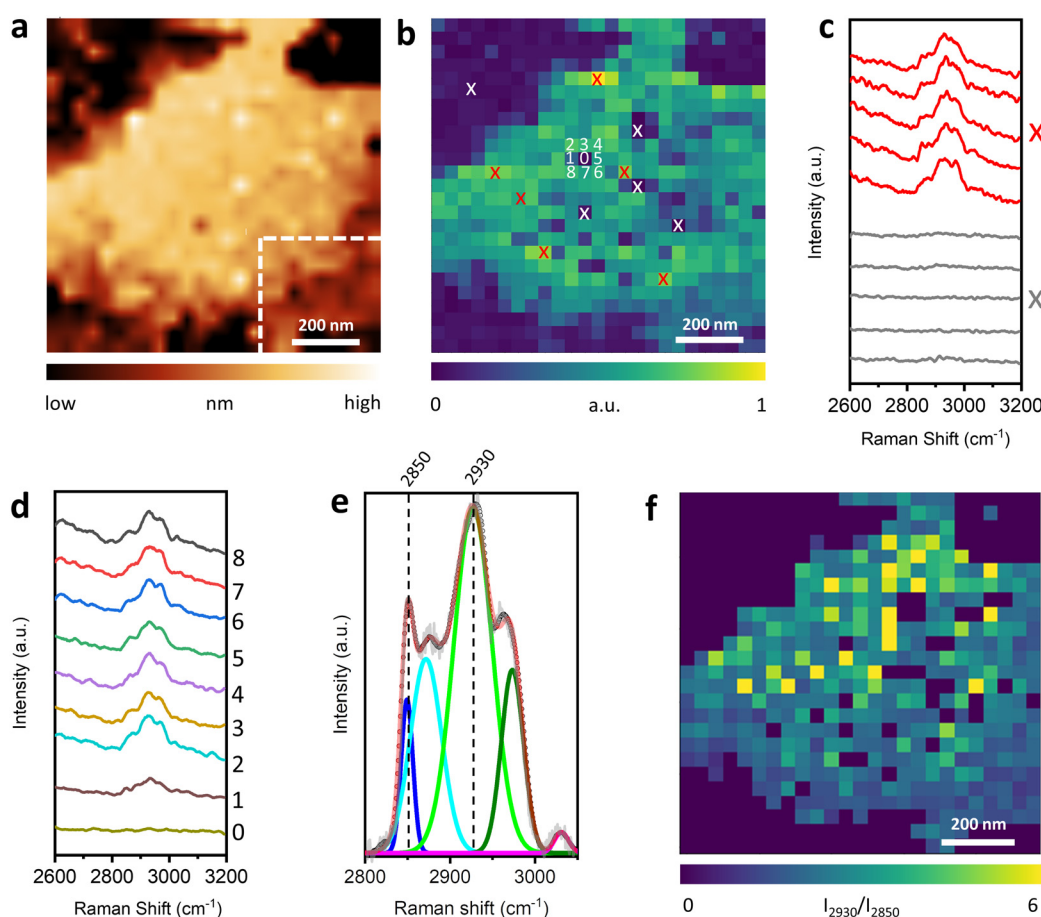 a
200 nm
low nm high
b
X
X
X
2 3 4
1 0 5
8 7 6
X
X
X
X
X
X
X
X
200 nm
0 a.u. 1
c
Intensity (a.u.)
X
X
2600 2800 3000 3200
Raman Shift (cm⁻¹)
d
Intensity (a.u.)
8
7
6
5
4
3
2
1
0
2600 2800 3000 3200
Raman Shift (cm⁻¹)
e
2850
2930
Intensity (a.u.)
2800 2900 3000
Raman shift (cm⁻¹)
f
200 nm
0 I₂₉₃₀/I₂₈₅₀ 6